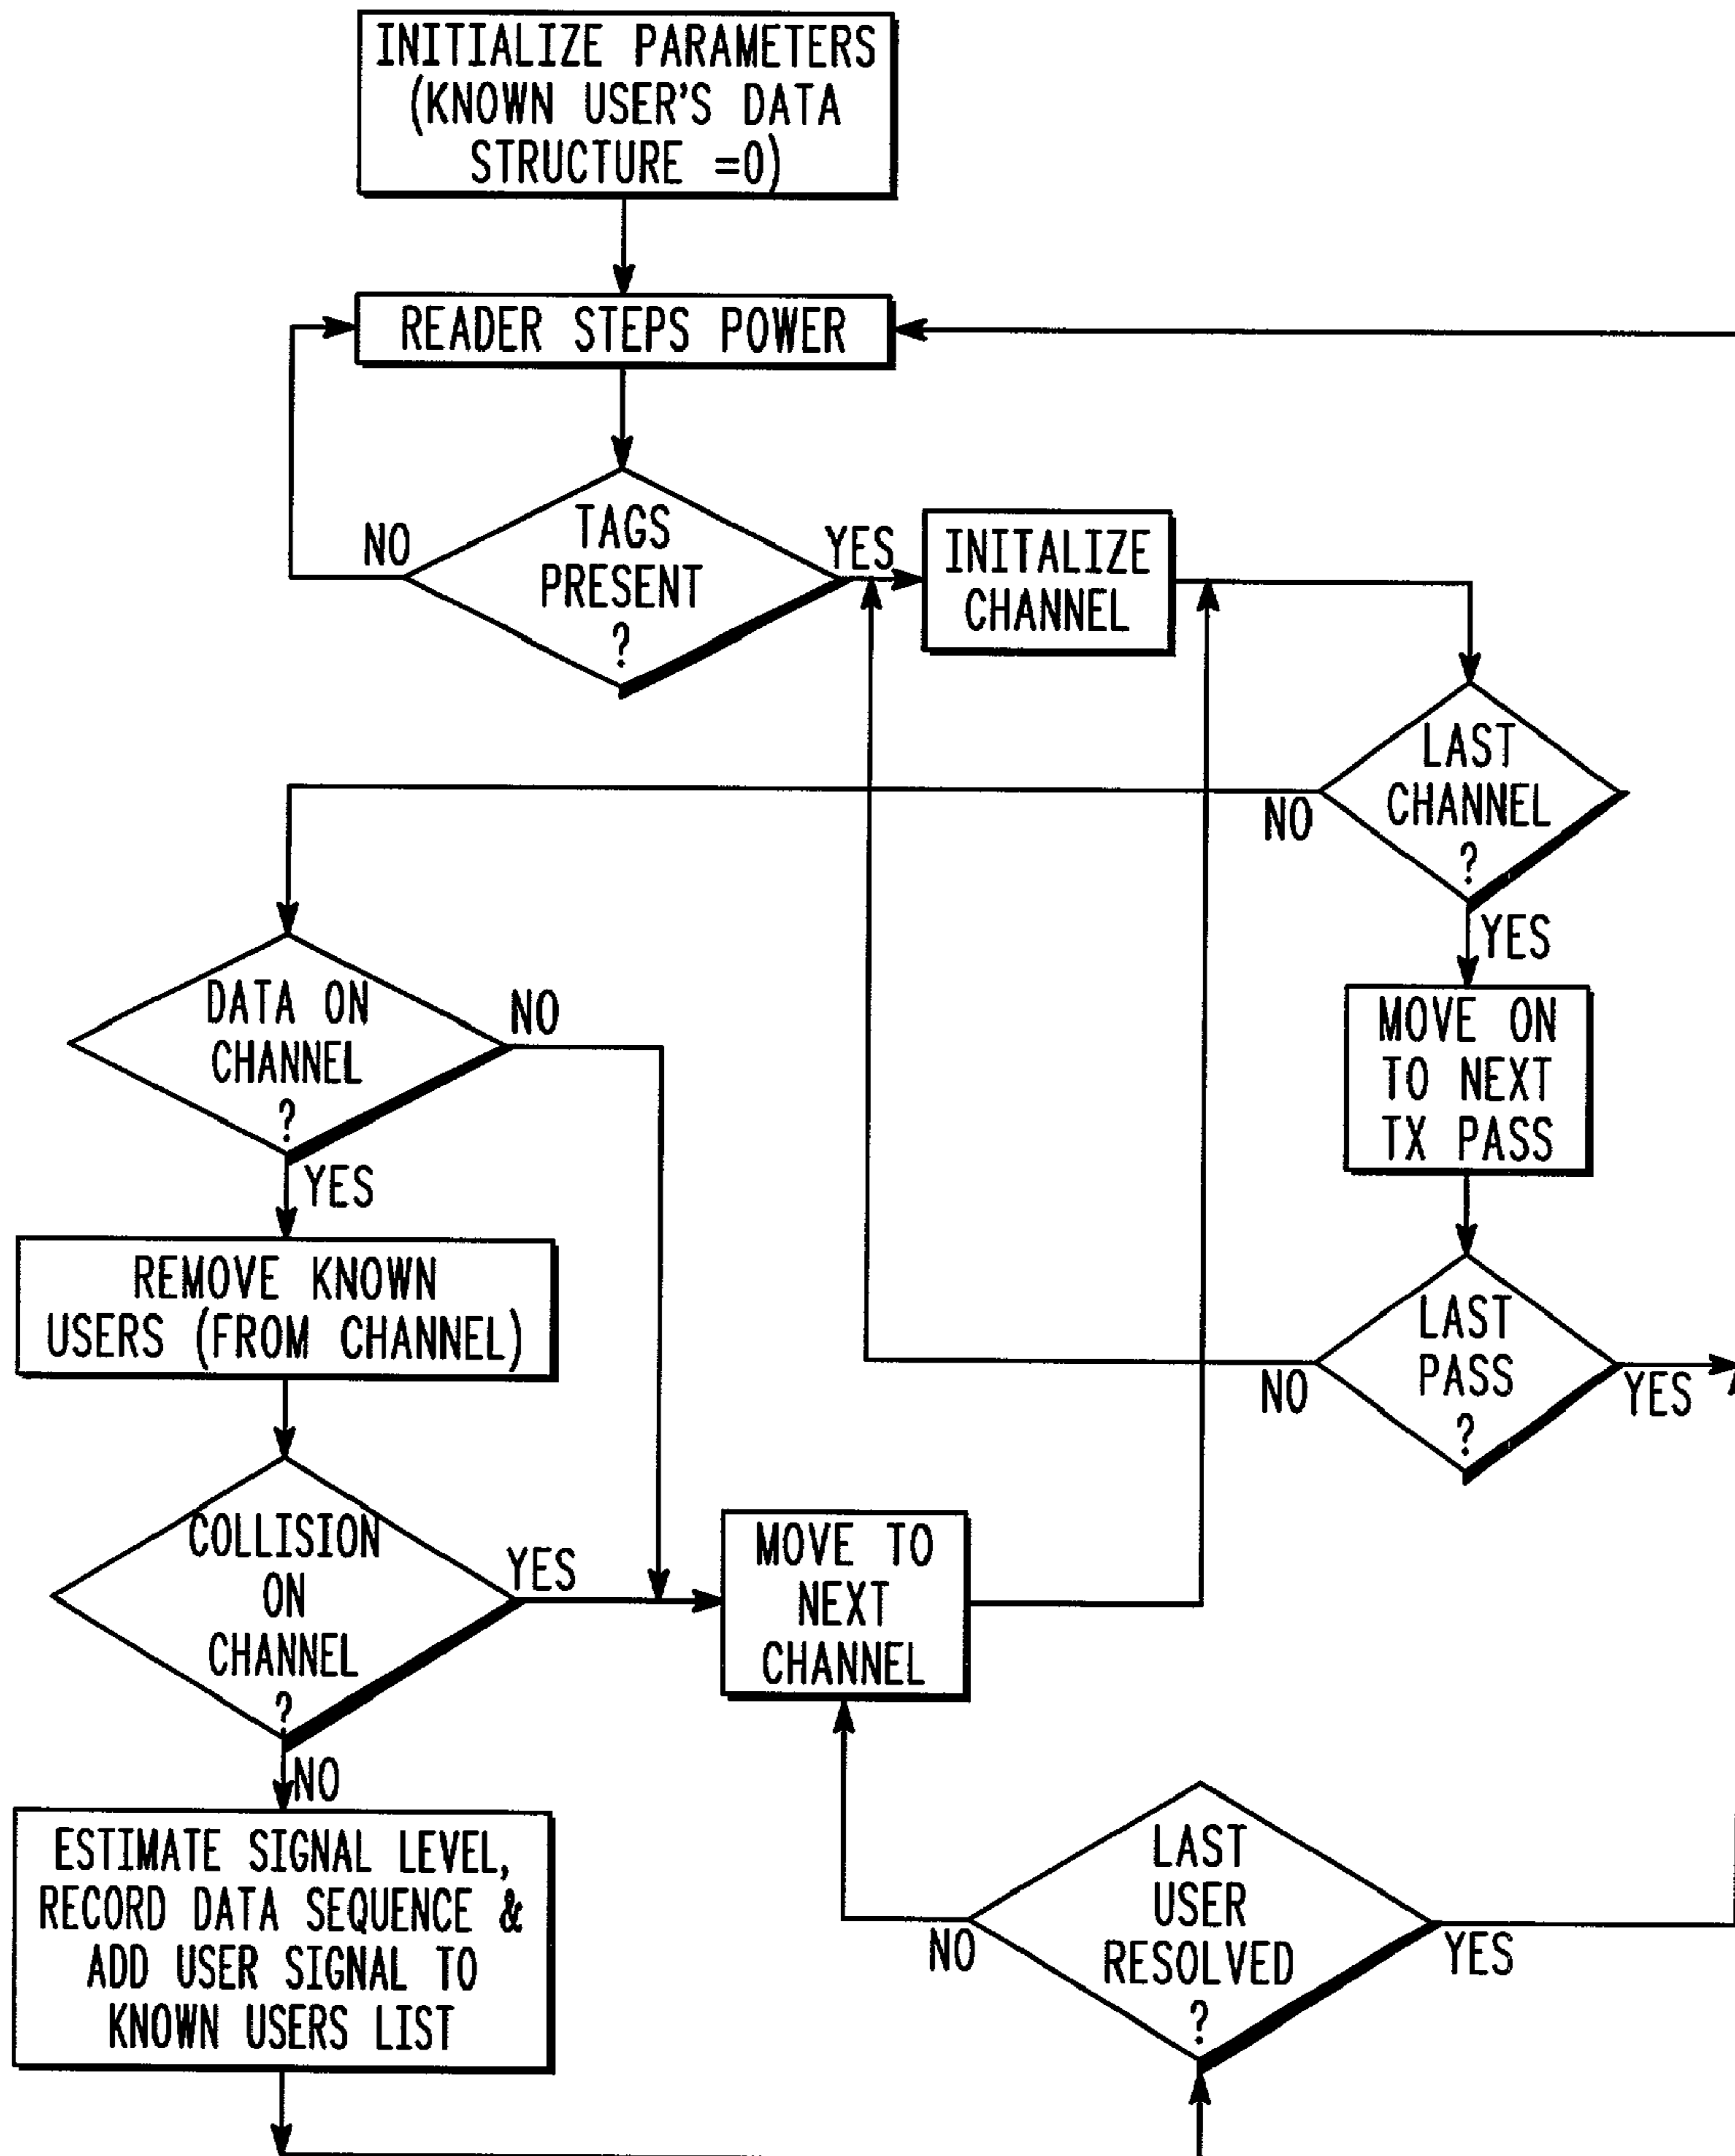 INITIALIZE PARAMETERS
(KNOWN USER'S DATA
STRUCTURE =0)
READER STEPS POWER
TAGS
PRESENT
?
NO
YES
INITALIZE
CHANNEL
LAST
CHANNEL
?
NO
YES
MOVE ON
TO NEXT
TX PASS
LAST
PASS
?
NO
YES
DATA ON
CHANNEL
?
NO
YES
REMOVE KNOWN
USERS (FROM CHANNEL)
COLLISION
ON
CHANNEL
?
YES
NO
MOVE TO
NEXT
CHANNEL
ESTIMATE SIGNAL LEVEL,
RECORD DATA SEQUENCE &
ADD USER SIGNAL TO
KNOWN USERS LIST
LAST
USER
RESOLVED
?
NO
YES